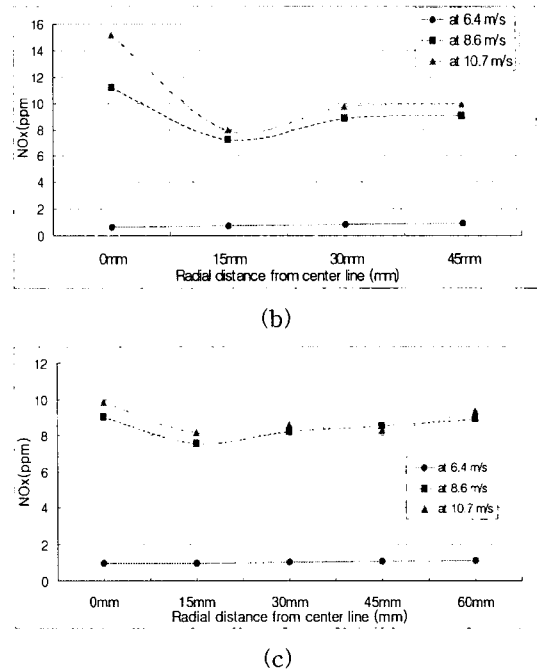 16
14
12
10
8
6
4
2
0
NOx(ppm
at 6.4 m/s
at 8.6 m/s
at 10.7 m/s
0mm 15mm 30mm 45mm
Radial distance from center line (mm)
(b)
12
10
8
6
4
2
0
NOx(ppm)
at 6.4 m/s
at 8.6 m/s
at 10.7 m/s
0mm 15mm 30mm 45mm 60mm
Radial distance from center line (mm)
(c)